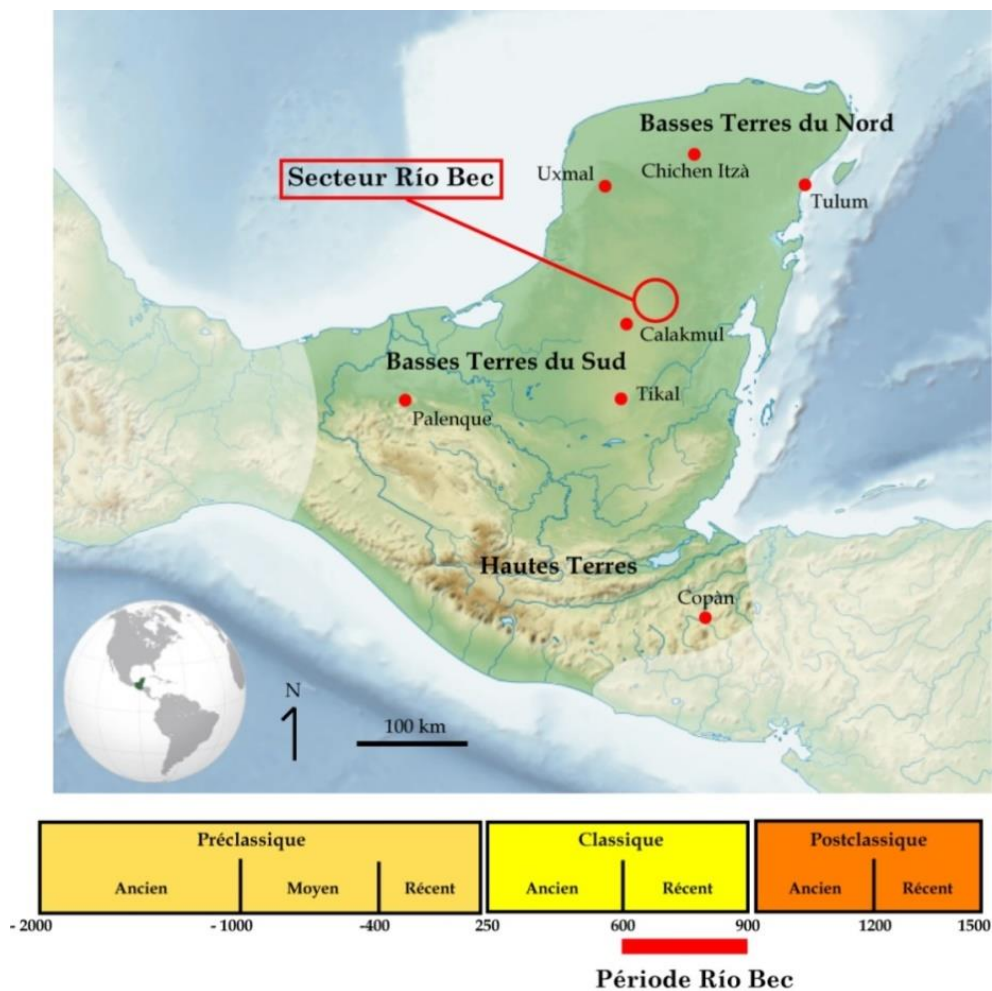 Basses Terres du Nord
Chichen Itzà
Uxmal
Secteur Río Bec
Tulum
Calakmul
Basses Terres du Sud
Tikal
Palenque
Hautes Terres
Copàn
N
100 km
Préclassique
Classique
Postclassique
Ancien
Moyen
Récent
Ancien
Récent
Ancien
Récent
- 2000
- 1000
-400
250
600
900
1200
1500
Période Río Bec